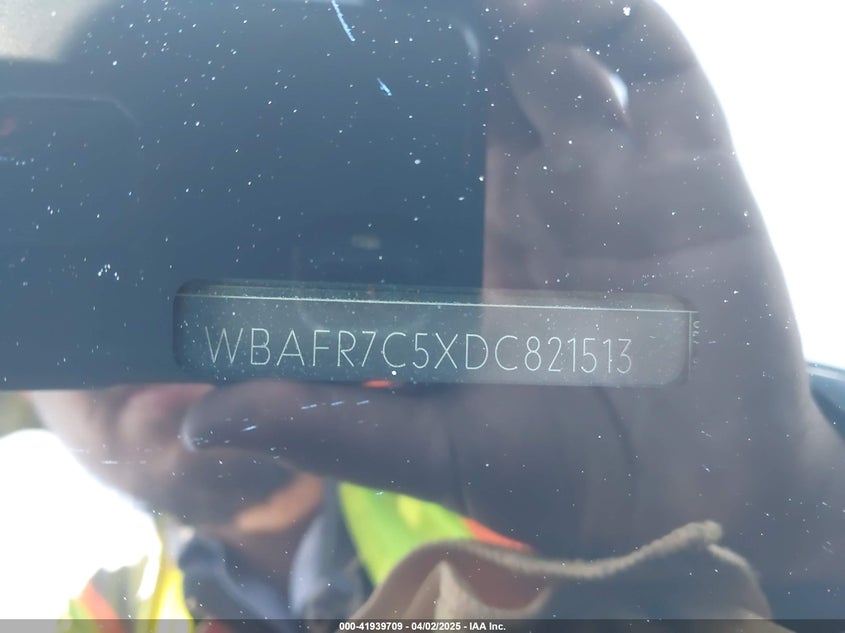 WBAFR7C5XDC821513
000-41939709 - 04/02/2025 - IAA Inc.